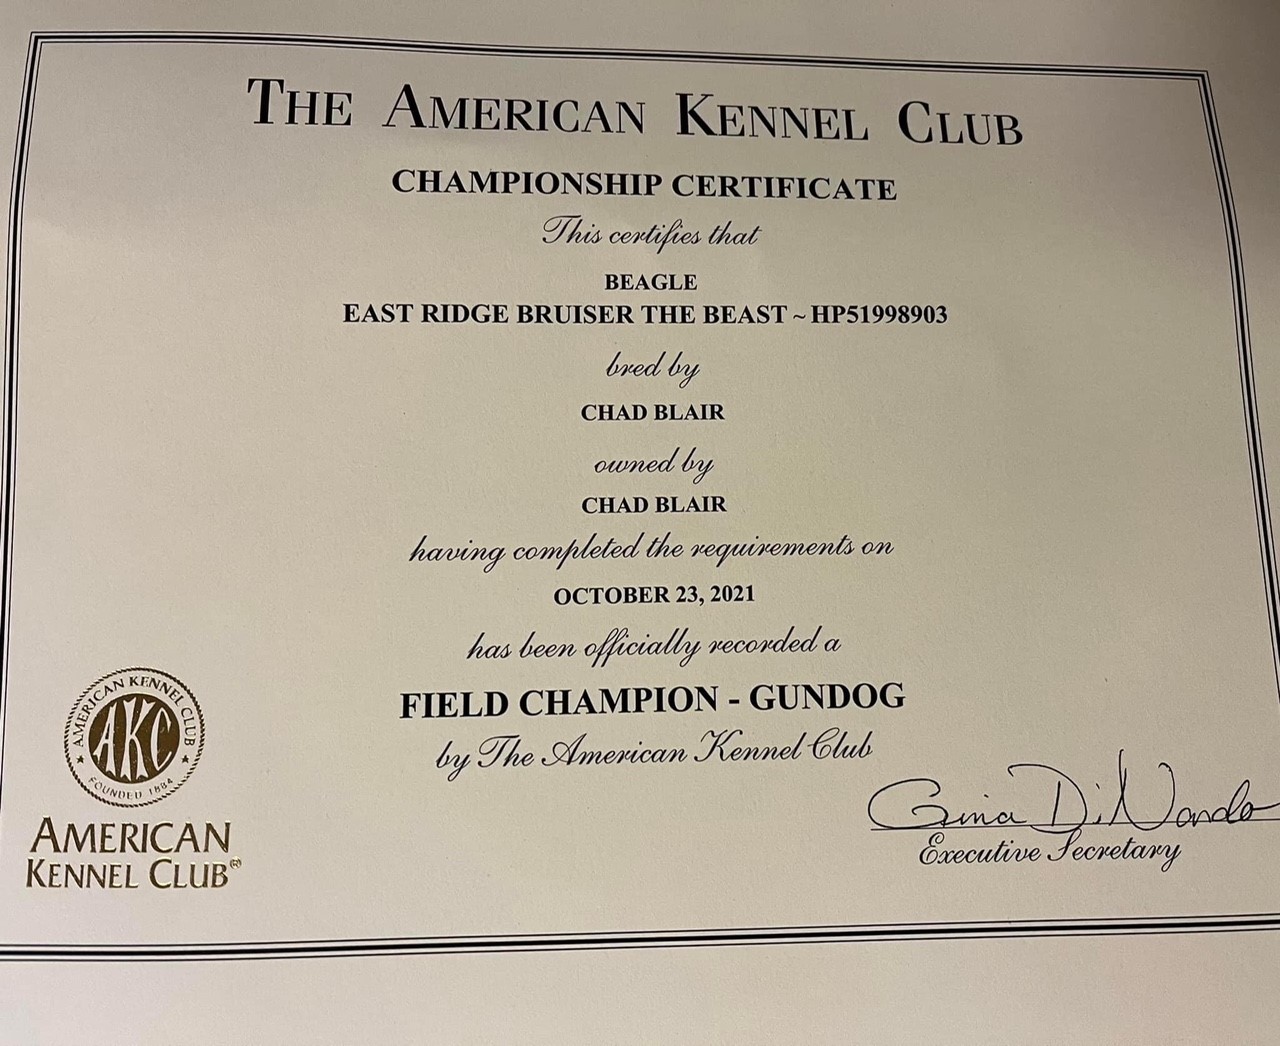 THE AMERICAN KENNEL CLUB
CHAMPIONSHIP CERTIFICATE
This certifies that
BEAGLE
EAST RIDGE BRUISER THE BEAST ~ HP51998903
bred by
CHAD BLAIR
owned by
CHAD BLAIR
having completed the requirements on
OCTOBER 23, 2021
has been officially recorded a
FIELD CHAMPION - GUNDOG
by The American Kennel Club
AMERICAN KENNEL CLUB
AKC
FOUNDED 1884
AMERICAN
KENNEL CLUB®
Gina DiNardo
Executive Secretary